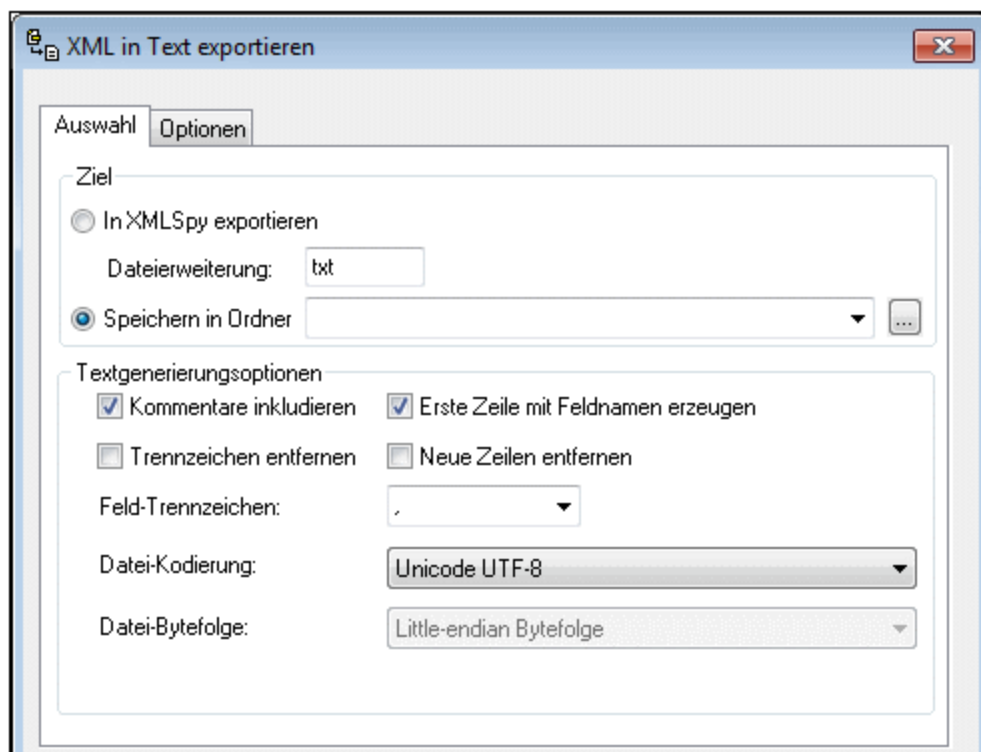 XML in Text exportieren
Auswahl Optionen
Ziel
In XMLSpy exportieren
Dateierweiterung: txt
Speichern in Ordner ...
Textgenerierungsoptionen
Kommentare inkludieren Erste Zeile mit Feldnamen erzeugen
Trennzeichen entfernen Neue Zeilen entfernen
Feld-Trennzeichen: ,
Datei-Kodierung: Unicode UTF-8
Datei-Bytefolge: Little-endian Bytefolge